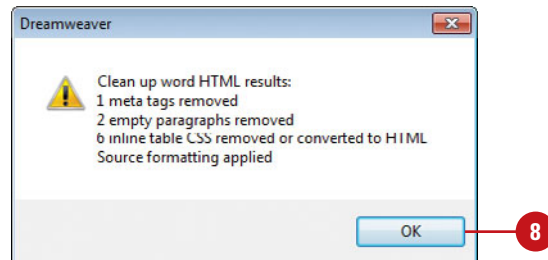 Dreamweaver
Clean up word HTML results:
1 meta tags removed
2 empty paragraphs removed
6 inline table CSS removed or converted to HTML
Source formatting applied
OK
8